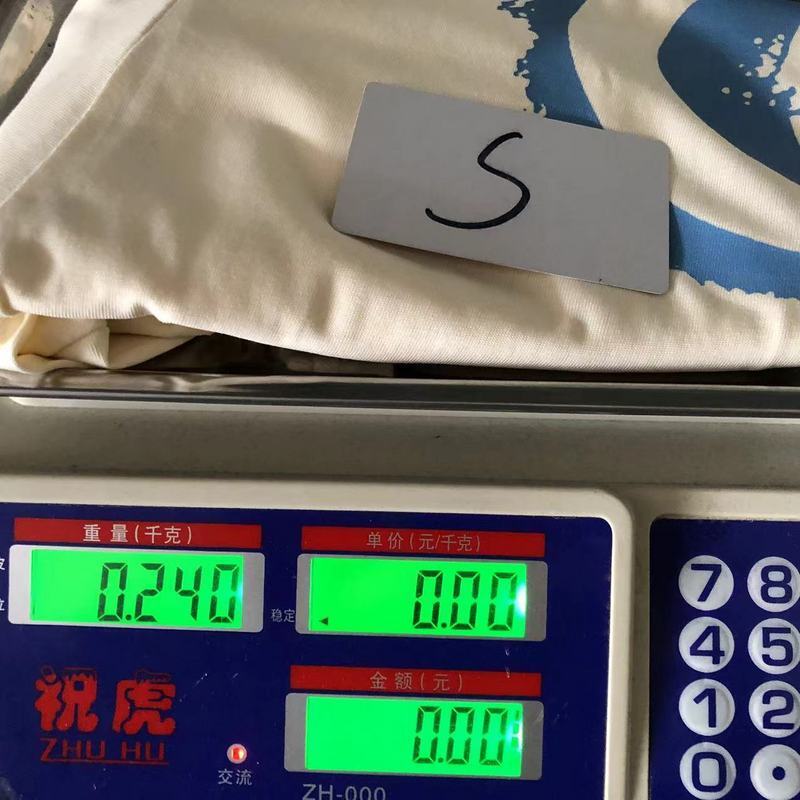 S
重量(千克)
单价(元/千克)
0.240
稳定
0.00
金额(元)
0.00
祝虎
ZHU HU
交流
ZH-000
7 8
4 5
1 2
0 •